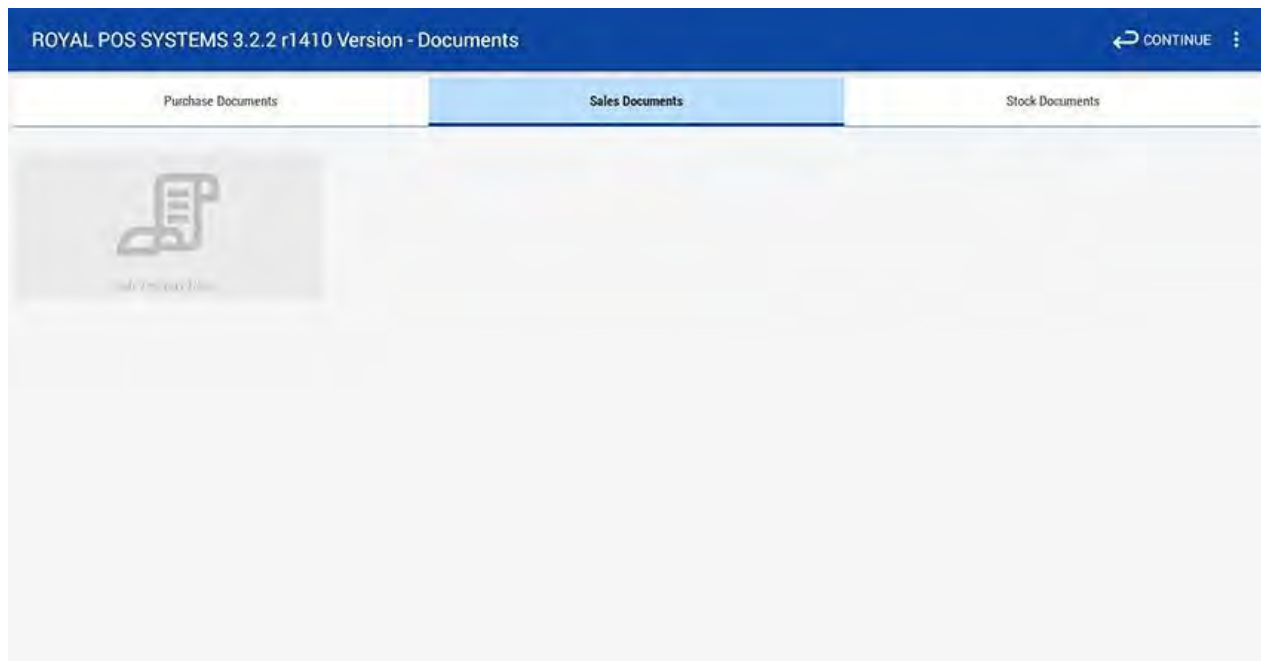 ROYAL POS SYSTEMS 3.2.2 r1410 Version - Documents
CONTINUE
Purchase Documents
Sales Documents
Stock Documents